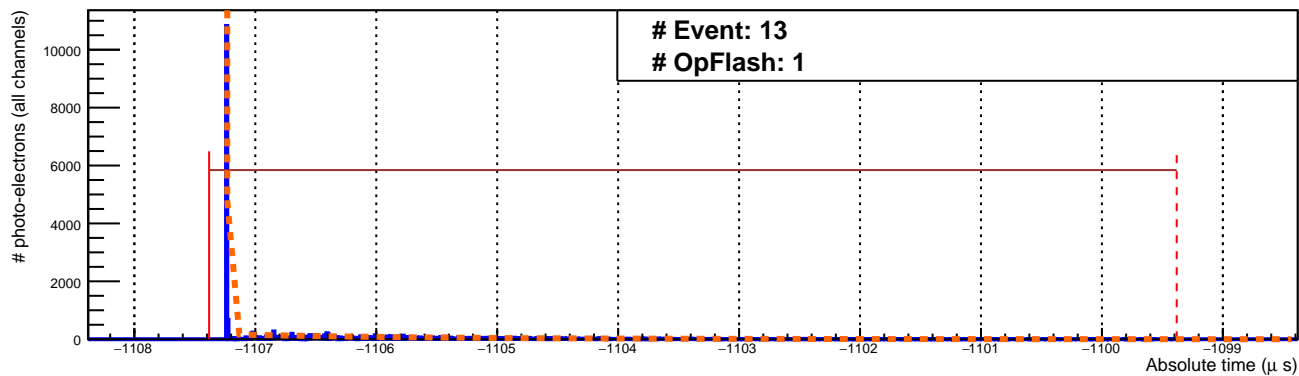 # Event: 13
# OpFlash: 1
# photo-electrons (all channels)
10000
8000
6000
4000
2000
0
−1108 −1107 −1106 −1105 −1104 −1103 −1102 −1101 −1100 −1099
Absolute time (μ s)